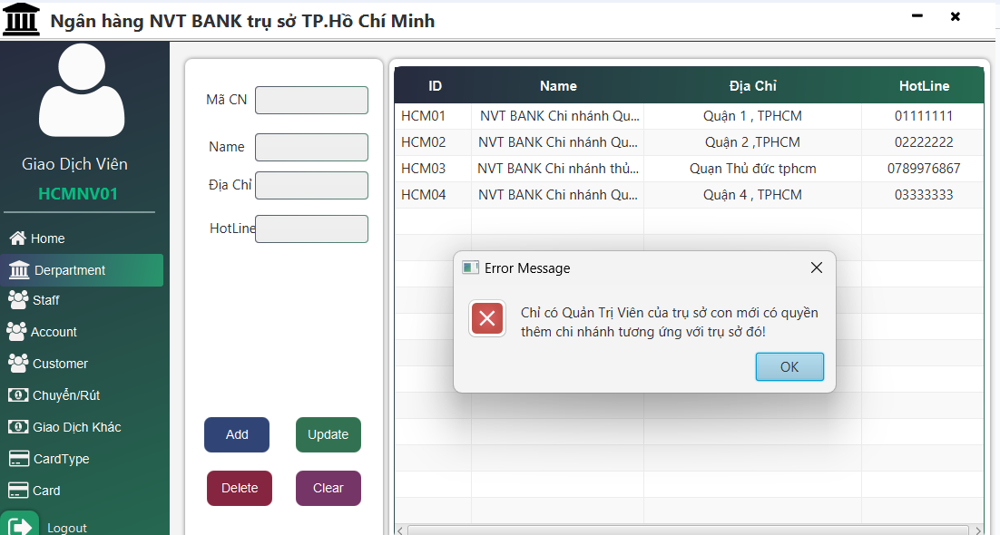 Ngân hàng NVT BANK trụ sở TP.Hồ Chí Minh
Giao Dịch Viên
HCMNV01
Home
Derpartment
Staff
Account
Customer
Chuyển/Rút
Giao Dịch Khác
CardType
Card
Logout
Mã CN
Name
Địa Chỉ
HotLine
Add
Update
Delete
Clear
ID Name Địa Chỉ HotLine
HCM01 NVT BANK Chi nhánh Qu... Quận 1 , TPHCM 01111111
HCM02 NVT BANK Chi nhánh Qu... Quận 2 ,TPHCM 02222222
HCM03 NVT BANK Chi nhánh thủ... Quạn Thủ đức tphcm 0789976867
HCM04 NVT BANK Chi nhánh Qu... Quận 4 , TPHCM 03333333
Error Message
Chỉ có Quản Trị Viên của trụ sở con mới có quyền
thêm chi nhánh tương ứng với trụ sở đó!
OK